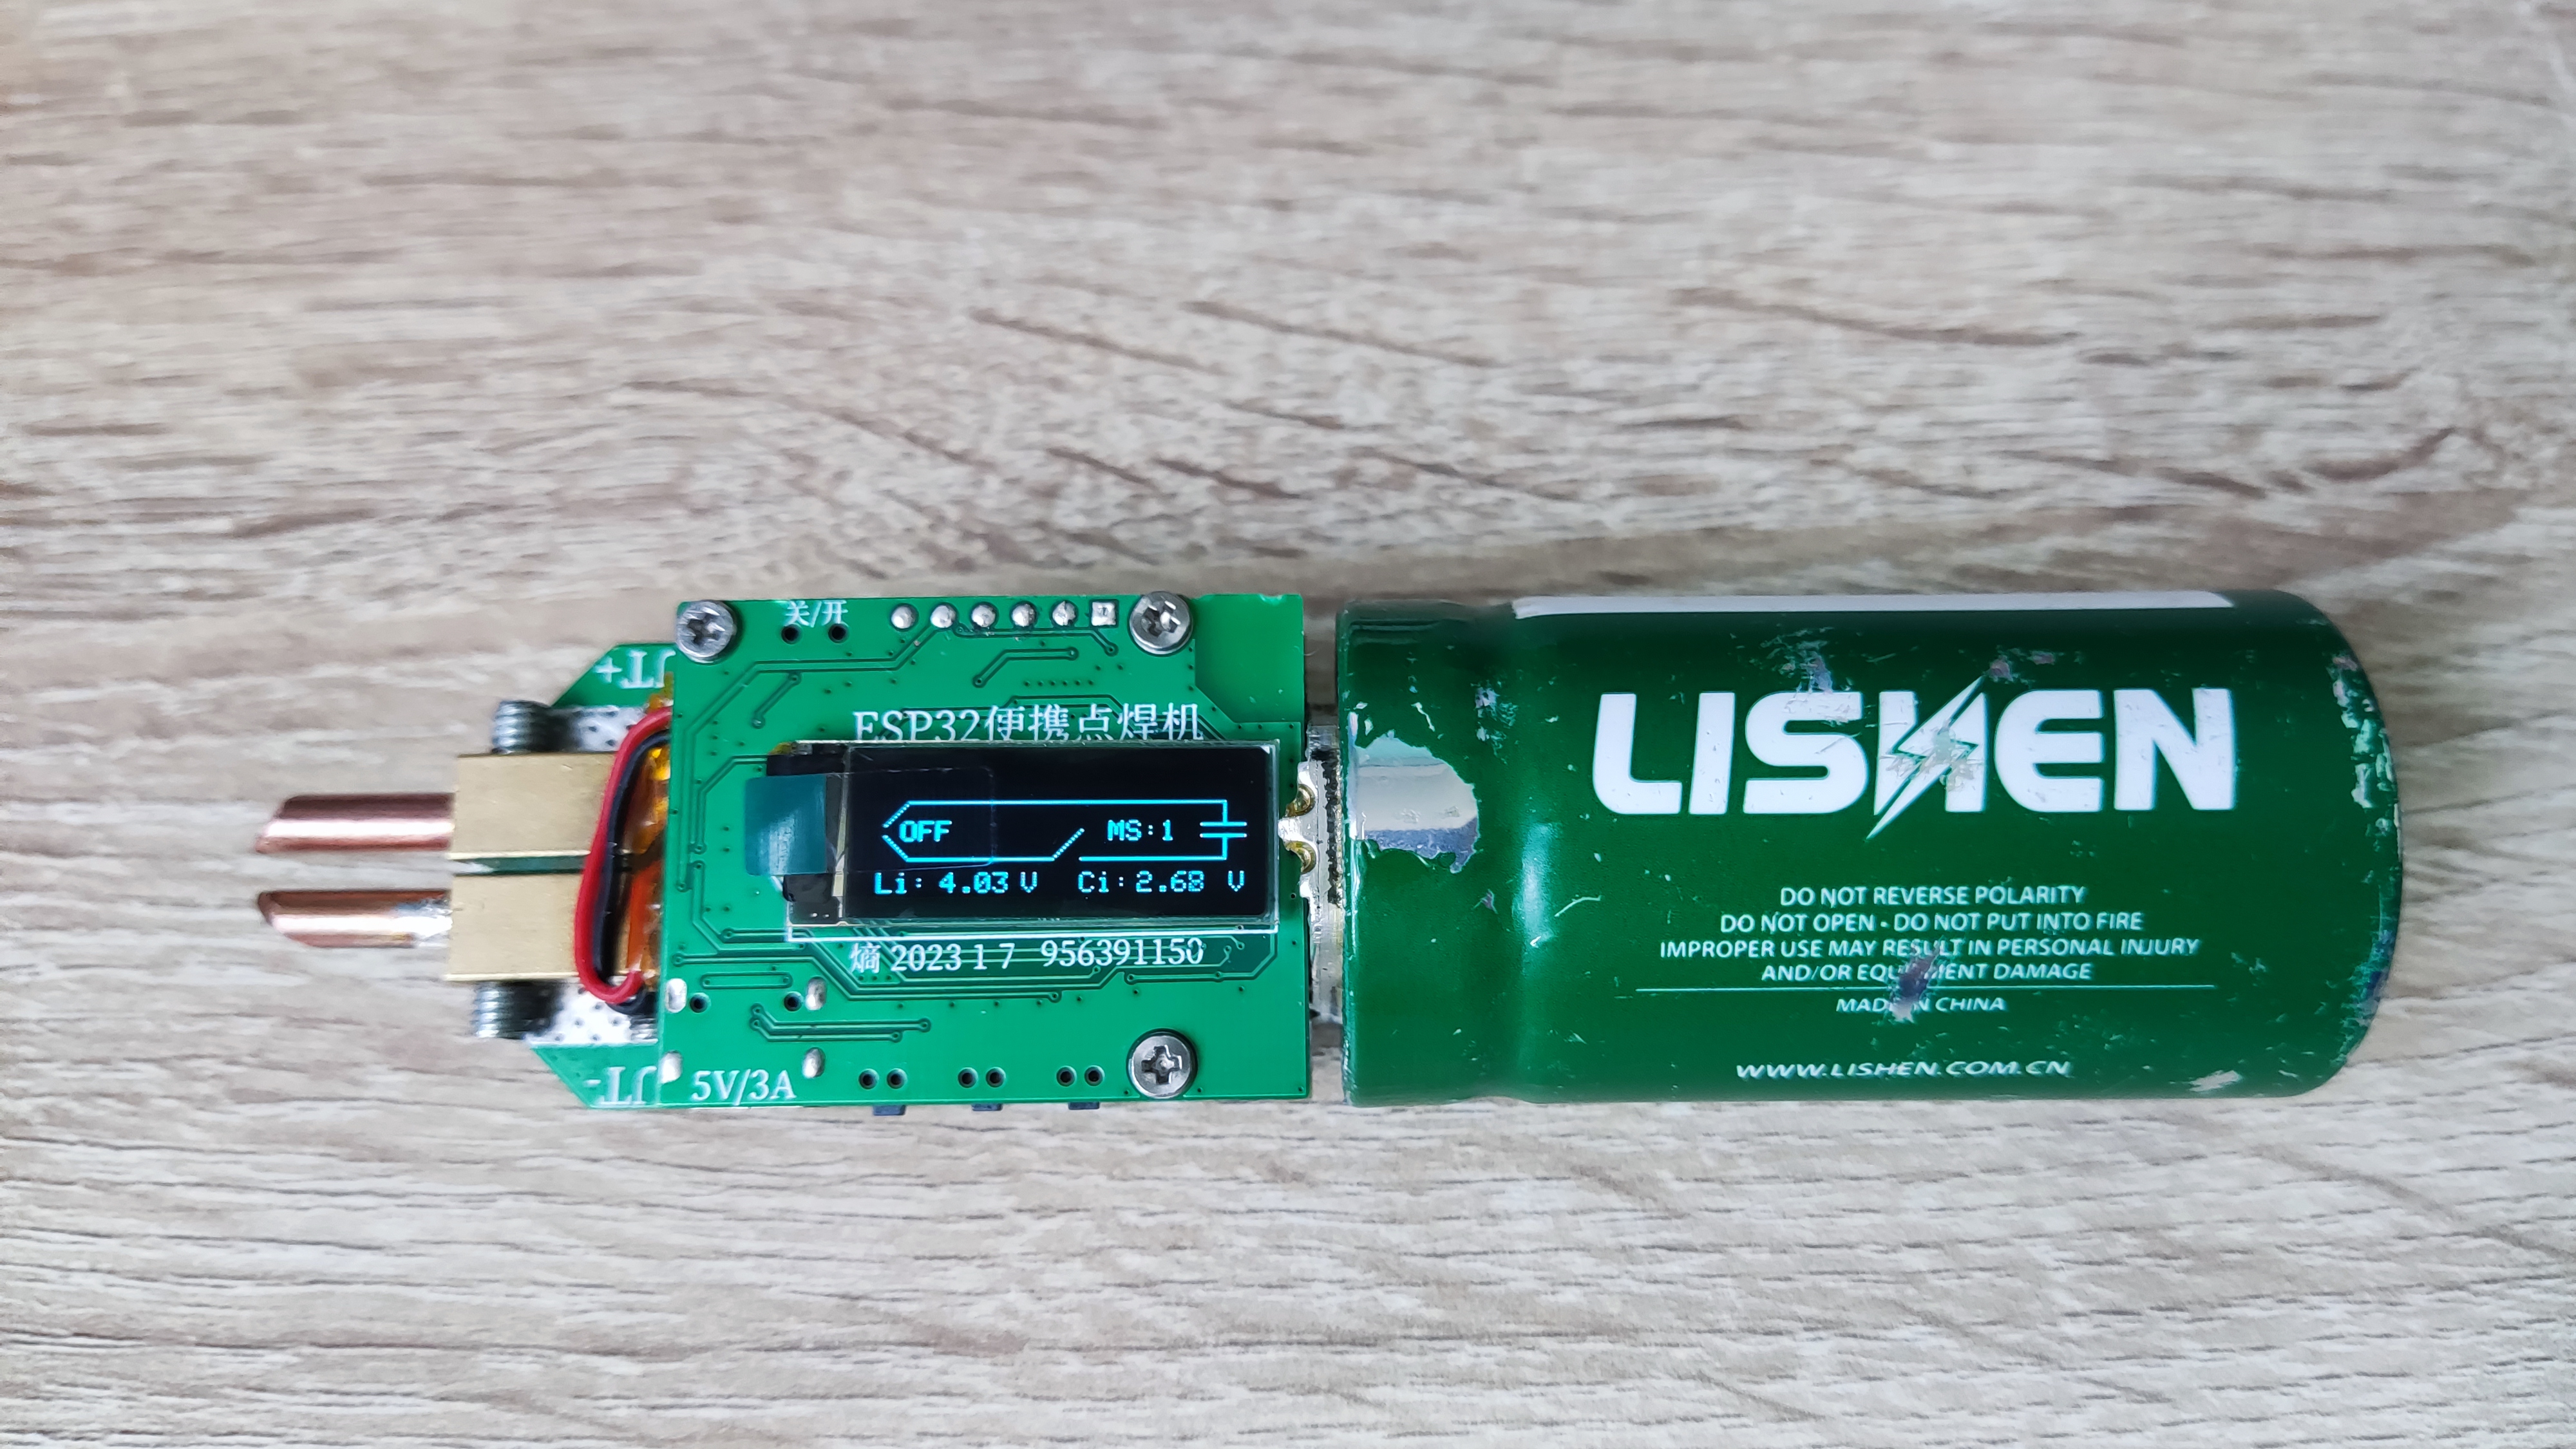 关/开
JT+
ESP32便携点焊机
OFF
MS:1
Li: 4.03 V
Ci:2.68 V
熵 2023 1 7 956391150
JT-
5V/3A
LISHEN
DO NOT REVERSE POLARITY
DO NOT OPEN · DO NOT PUT INTO FIRE
IMPROPER USE MAY RESULT IN PERSONAL INJURY
AND/OR EQUIPMENT DAMAGE
MADE IN CHINA
WWW.LISHEN.COM.CN